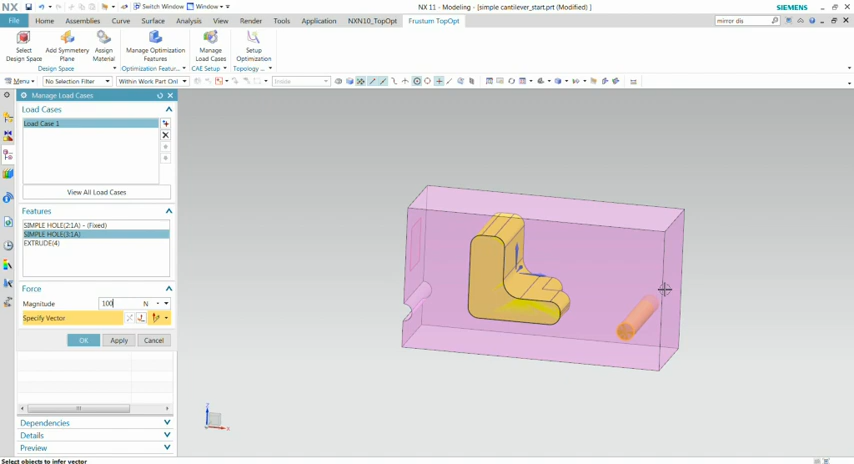 NX
Switch Window
Window
NX 11 - Modeling - [simple cantilever_start.prt (Modified) ]
SIEMENS
File
Home
Assemblies
Curve
Surface
Analysis
View
Render
Tools
Application
NXN10_TopOpt
Frustum TopOpt
mirror dis
Select
Design Space
Add Symmetry
Plane
Assign
Material
Manage Optimization
Features
Manage
Load Cases
Setup
Optimization
Design Space
Optimization Featur...
CAE Setup
Topology ...
Menu
No Selection Filter
Within Work Part Onl
Inside
Manage Load Cases
Load Cases
Load Case 1
View All Load Cases
Features
SIMPLE HOLE(2:1A) - (Fixed)
SIMPLE HOLE(3:1A)
EXTRUDE(4)
Force
Magnitude
100
N
Specify Vector
OK
Apply
Cancel
Dependencies
Details
Preview
Z
X
Select objects to infer vector